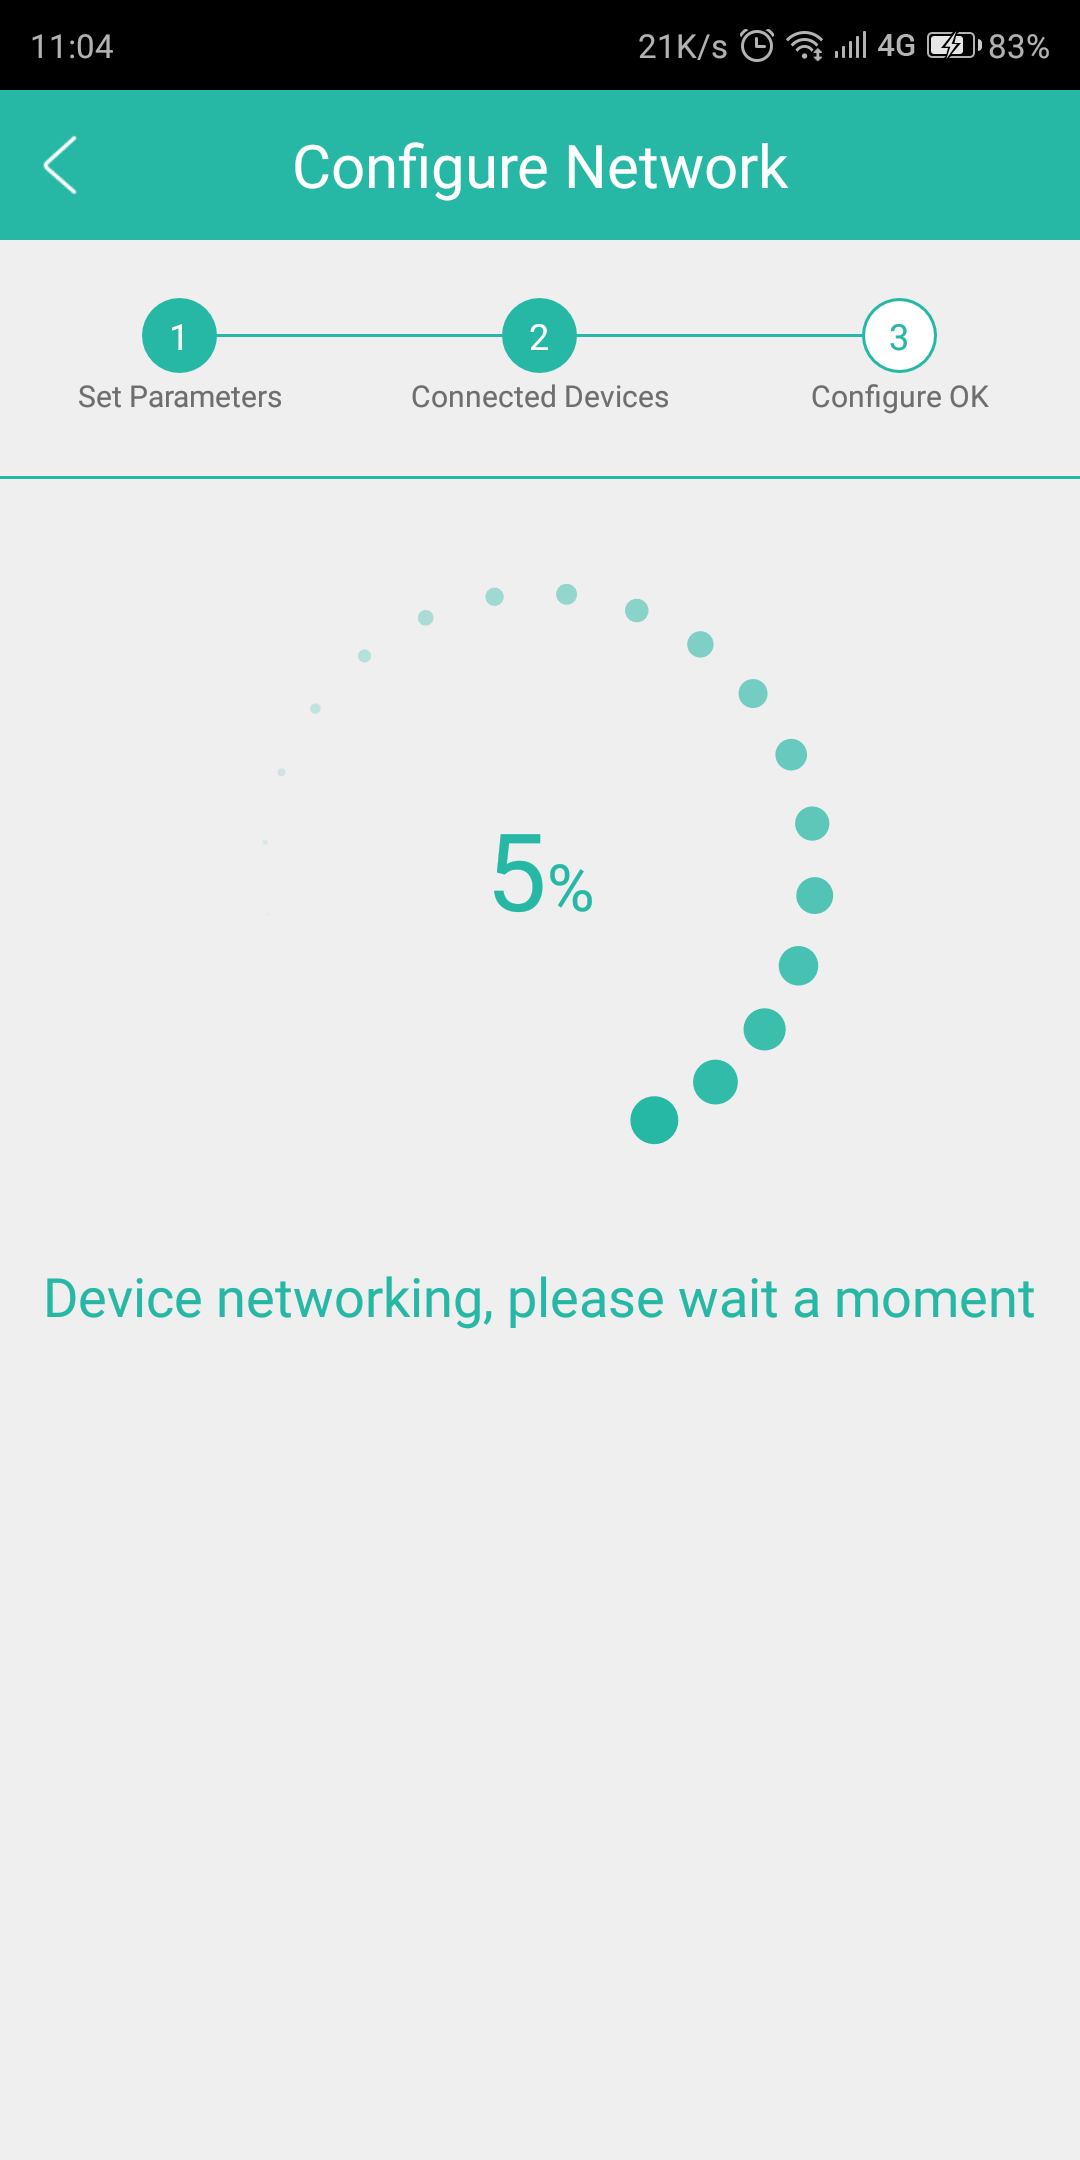 11:04 21K/s 4G 83%
Configure Network
1 2 3
Set Parameters Connected Devices Configure OK
5%
Device networking, please wait a moment